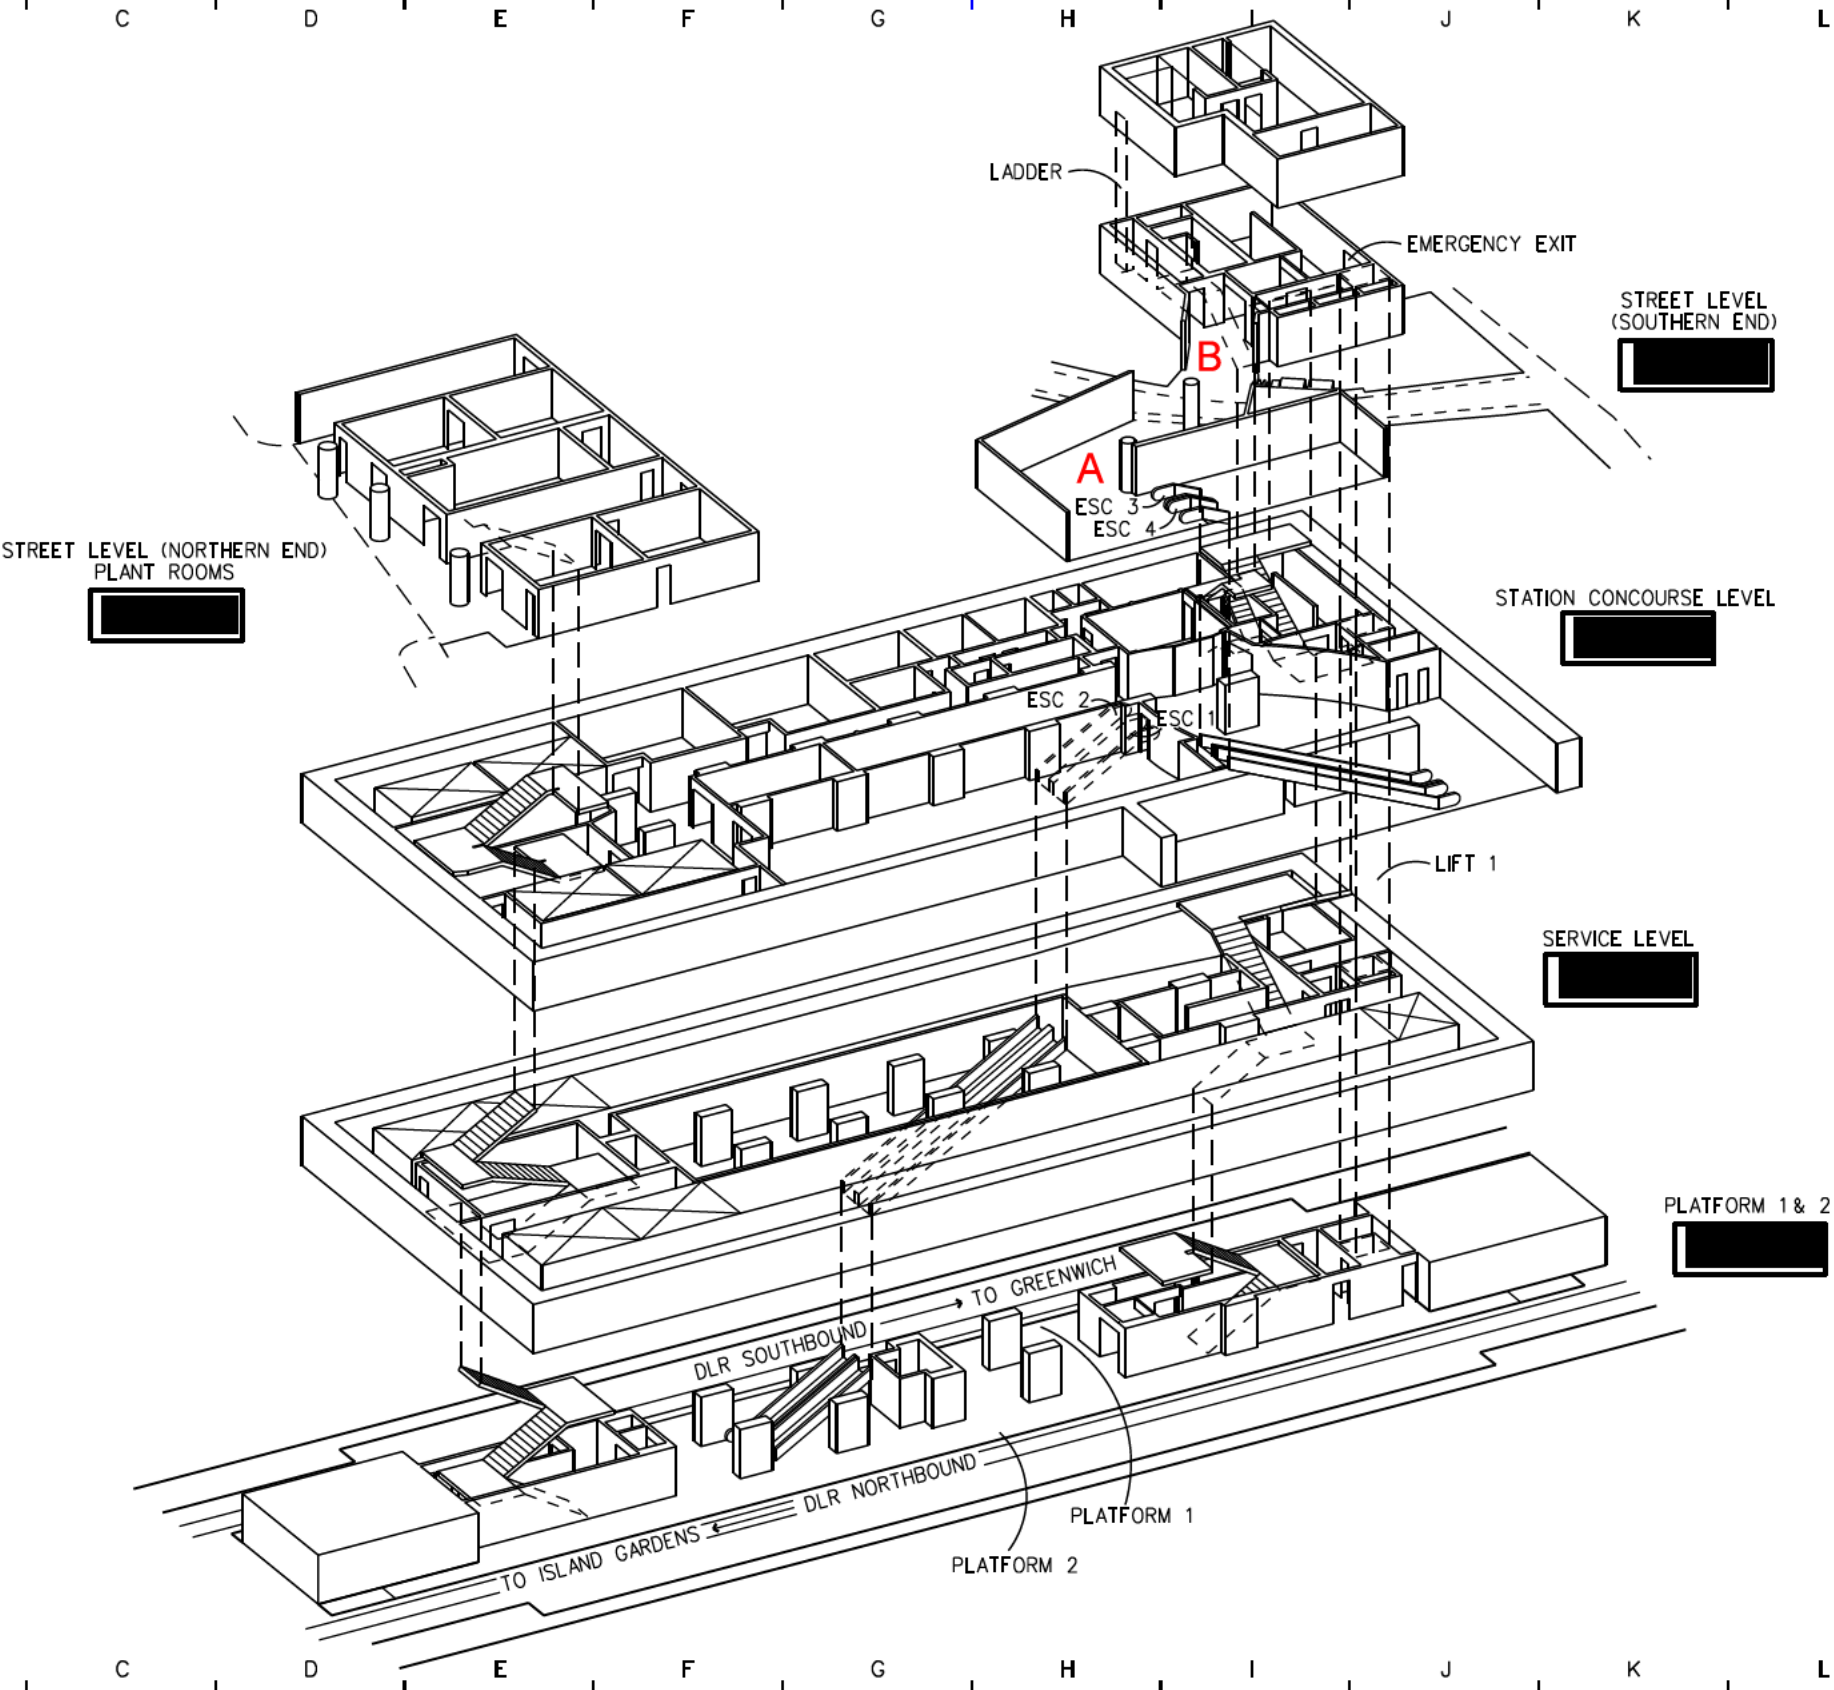 C D E F G H I J K L
LADDER
EMERGENCY EXIT
STREET LEVEL
(SOUTHERN END)
B
A
ESC 3
ESC 4
STREET LEVEL (NORTHERN END)
PLANT ROOMS
STATION CONCOURSE LEVEL
ESC 2
ESC 1
LIFT 1
SERVICE LEVEL
PLATFORM 1 & 2
TO GREENWICH
DLR SOUTHBOUND
DLR NORTHBOUND
TO ISLAND GARDENS
PLATFORM 1
PLATFORM 2
C D E F G H I J K L